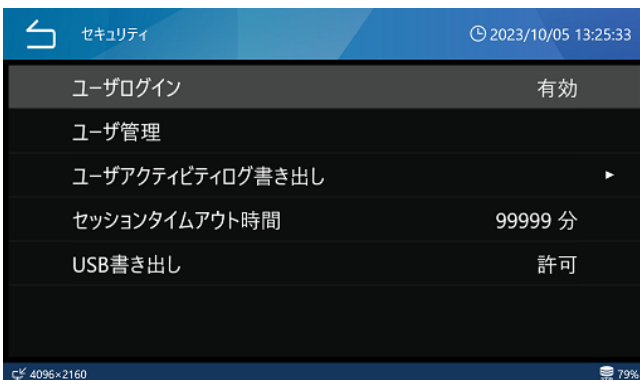 セキュリティ 2023/10/05 13:25:33
ユーザログイン 有効
ユーザ管理
ユーザアクティビティログ書き出し
セッションタイムアウト時間 99999 分
USB書き出し 許可
4096×2160 79%